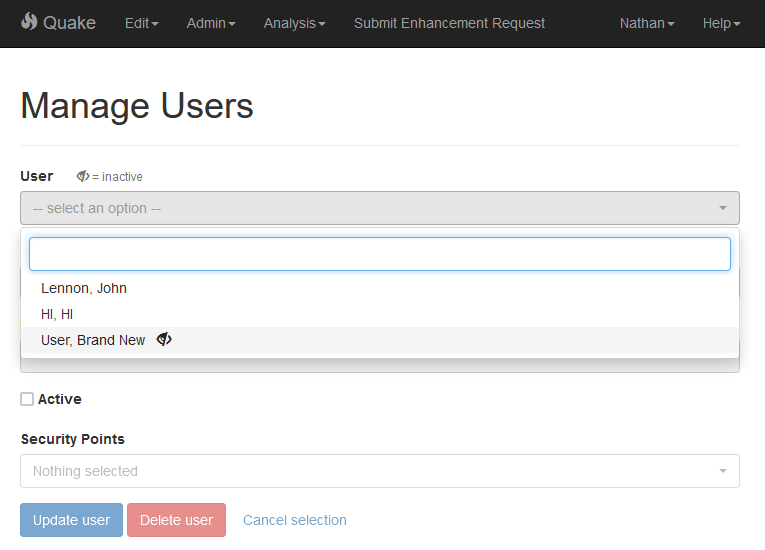 Quake Edit Admin Analysis Submit Enhancement Request Nathan Help
Manage Users
User = inactive
-- select an option --
Lennon, John
HI, HI
User, Brand New
Active
Security Points
Nothing selected
Update user Delete user Cancel selection